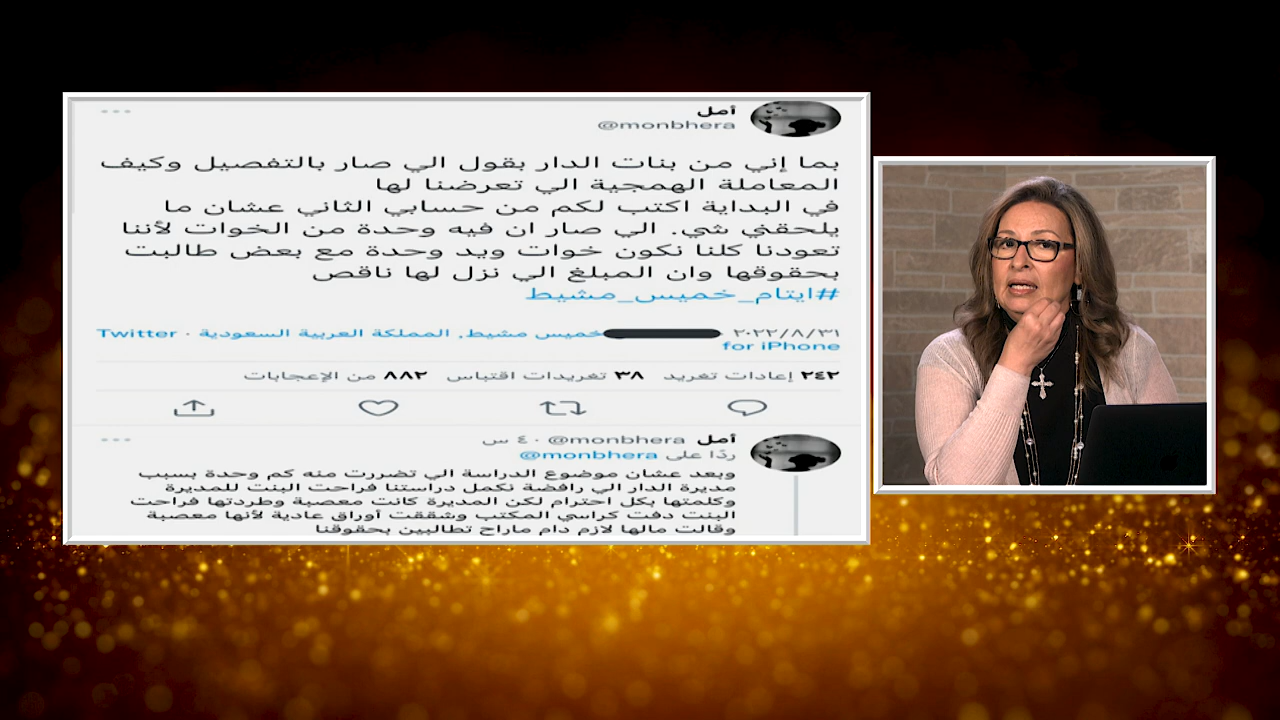 أمل
@monbhera
بما إني من بنات الدار بقول الي صار بالتفصيل وكيف
المعاملة الهمجية الي تعرضنا لها
في البداية اكتب لكم من حسابي الثاني عشان ما
يلحقني شي. الي صار ان فيه وحدة من الخوات لأننا
تعودنا كلنا نكون خوات ويد وحدة مع بعض طالبت
بحقوقها وان المبلغ الي نزل لها ناقص
#ايتام_خميس_مشيط
٢٠٢٢/٨/٣١ خميس مشيط, المملكة العربية السعودية · Twitter
for iPhone
٢٤٢ إعادات تغريد ٣٨ تغريدات اقتباس ٨٨٢ من الإعجابات
أمل @monbhera · ٤٠ س
ردًا على @monbhera
وبعد عشان موضوع الدراسة الي تضررت منه كم وحدة بسبب
مديرة الدار الي رافضة نكمل دراستنا فراحت البنت للمديرة
وكلمتها بكل احترام لكن المديرة كانت معصبة وطردتها فراحت
البنت دفت كراسي المكتب وشققت أوراق عادية لأنها معصبة
وقالت مالها لازم دام ماراح تطالبين بحقوقنا